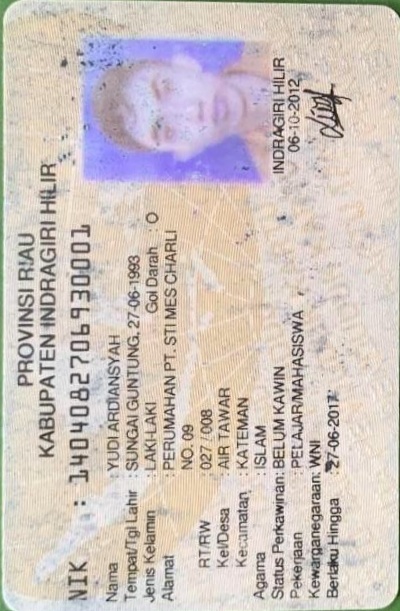 PROVINSI RIAU
KABUPATEN INDRAGIRI HILIR
NIK : 1404082706930001
Nama : YUDI ARDIANSYAH
Tempat/Tgl Lahir : SUNGAI GUNTUNG, 27-06-1993
Jenis Kelamin : LAKI-LAKI Gol Darah : O
Alamat : PERUMAHAN PT. STI MES CHARLI
NO. 09
RT/RW : 027 / 008
Kel/Desa : AIR TAWAR
Kecamatan : KATEMAN
Agama : ISLAM
Status Perkawinan: BELUM KAWIN
Pekerjaan : PELAJAR/MAHASISWA
Kewarganegaraan: WNI
Berlaku Hingga : 27-06-2017
INDRAGIRI HILIR
06-10-2012